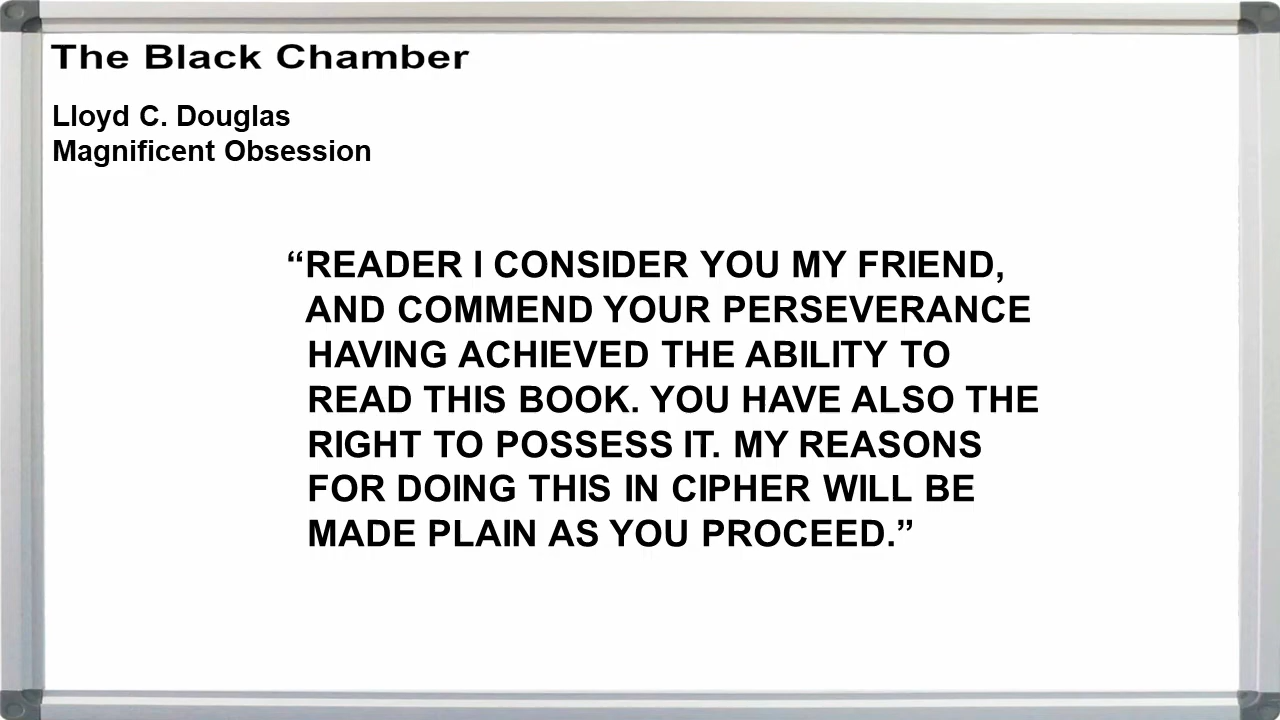 The Black Chamber
Lloyd C. Douglas
Magnificent Obsession
“READER I CONSIDER YOU MY FRIEND,
AND COMMEND YOUR PERSEVERANCE
HAVING ACHIEVED THE ABILITY TO
READ THIS BOOK. YOU HAVE ALSO THE
RIGHT TO POSSESS IT. MY REASONS
FOR DOING THIS IN CIPHER WILL BE
MADE PLAIN AS YOU PROCEED.”